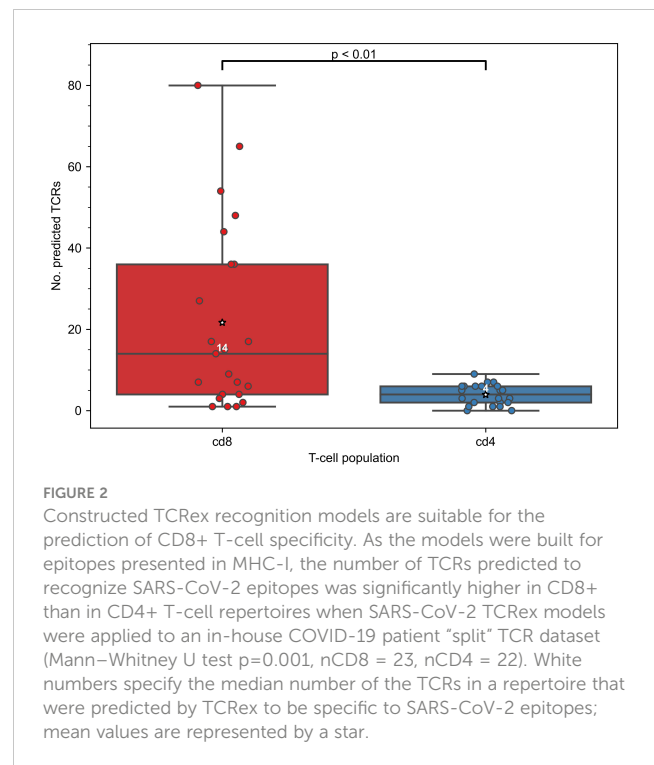 p < 0.01
80
60
40
20
0
No. predicted TCRs
14
4
cd8
cd4
T-cell population
FIGURE 2
Constructed TCRex recognition models are suitable for the
prediction of CD8+ T-cell specificity. As the models were built for
epitopes presented in MHC-I, the number of TCRs predicted to
recognize SARS-CoV-2 epitopes was significantly higher in CD8+
than in CD4+ T-cell repertoires when SARS-CoV-2 TCRex models
were applied to an in-house COVID-19 patient “split” TCR dataset
(Mann–Whitney U test p=0.001, nCD8 = 23, nCD4 = 22). White
numbers specify the median number of the TCRs in a repertoire that
were predicted by TCRex to be specific to SARS-CoV-2 epitopes;
mean values are represented by a star.